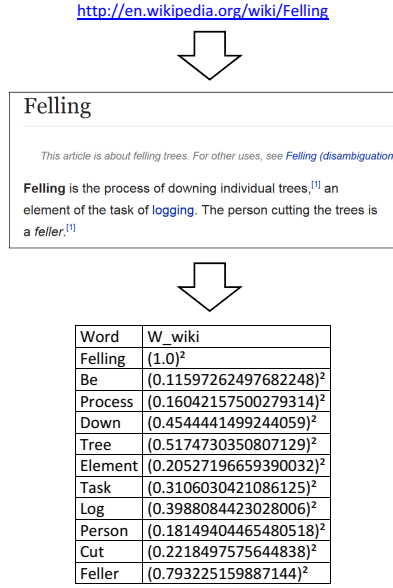 http://en.wikipedia.org/wiki/Felling
Felling
This article is about felling trees. For other uses, see Felling (disambiguation
Felling is the process of downing individual trees,[1] an
element of the task of logging. The person cutting the trees is
a feller.[1]
Word W_wiki
Felling (1.0)²
Be (0.11597262497682248)²
Process (0.16042157500279314)²
Down (0.4544441499244059)²
Tree (0.5174730350807129)²
Element (0.20527196659390032)²
Task (0.3106030421086125)²
Log (0.3988084423028006)²
Person (0.18149404465480518)²
Cut (0.2218497575644838)²
Feller (0.793225159887144)²